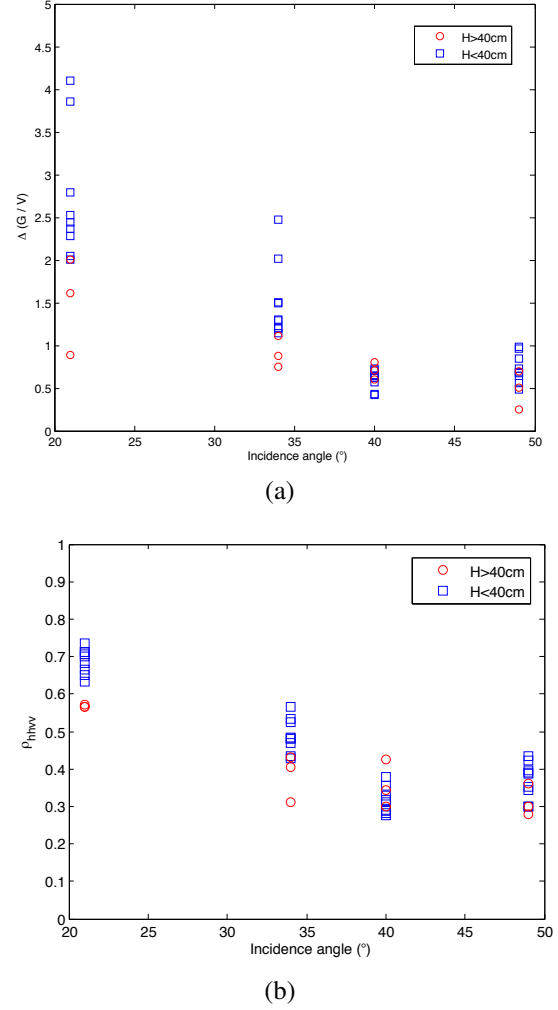 5
4.5
4
3.5
3
2.5
2
1.5
1
0.5
0
Δ (G / V)
H>40cm
H<40cm
20 25 30 35 40 45 50
Incidence angle (°)
(a)
1
0.9
0.8
0.7
0.6
0.5
0.4
0.3
0.2
0.1
0
ρhhvv
H>40cm
H<40cm
20 25 30 35 40 45 50
Incidence angle (°)
(b)